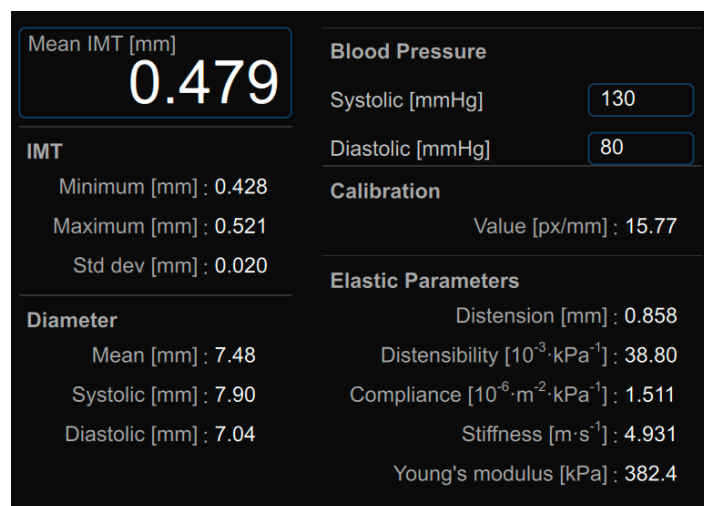 Mean IMT [mm]
0.479
IMT
Minimum [mm] : 0.428
Maximum [mm] : 0.521
Std dev [mm] : 0.020
Diameter
Mean [mm] : 7.48
Systolic [mm] : 7.90
Diastolic [mm] : 7.04
Blood Pressure
Systolic [mmHg] 130
Diastolic [mmHg] 80
Calibration
Value [px/mm] : 15.77
Elastic Parameters
Distension [mm] : 0.858
Distensibility [10⁻³·kPa⁻¹] : 38.80
Compliance [10⁻⁶·m⁻²·kPa⁻¹] : 1.511
Stiffness [m·s⁻¹] : 4.931
Young's modulus [kPa] : 382.4